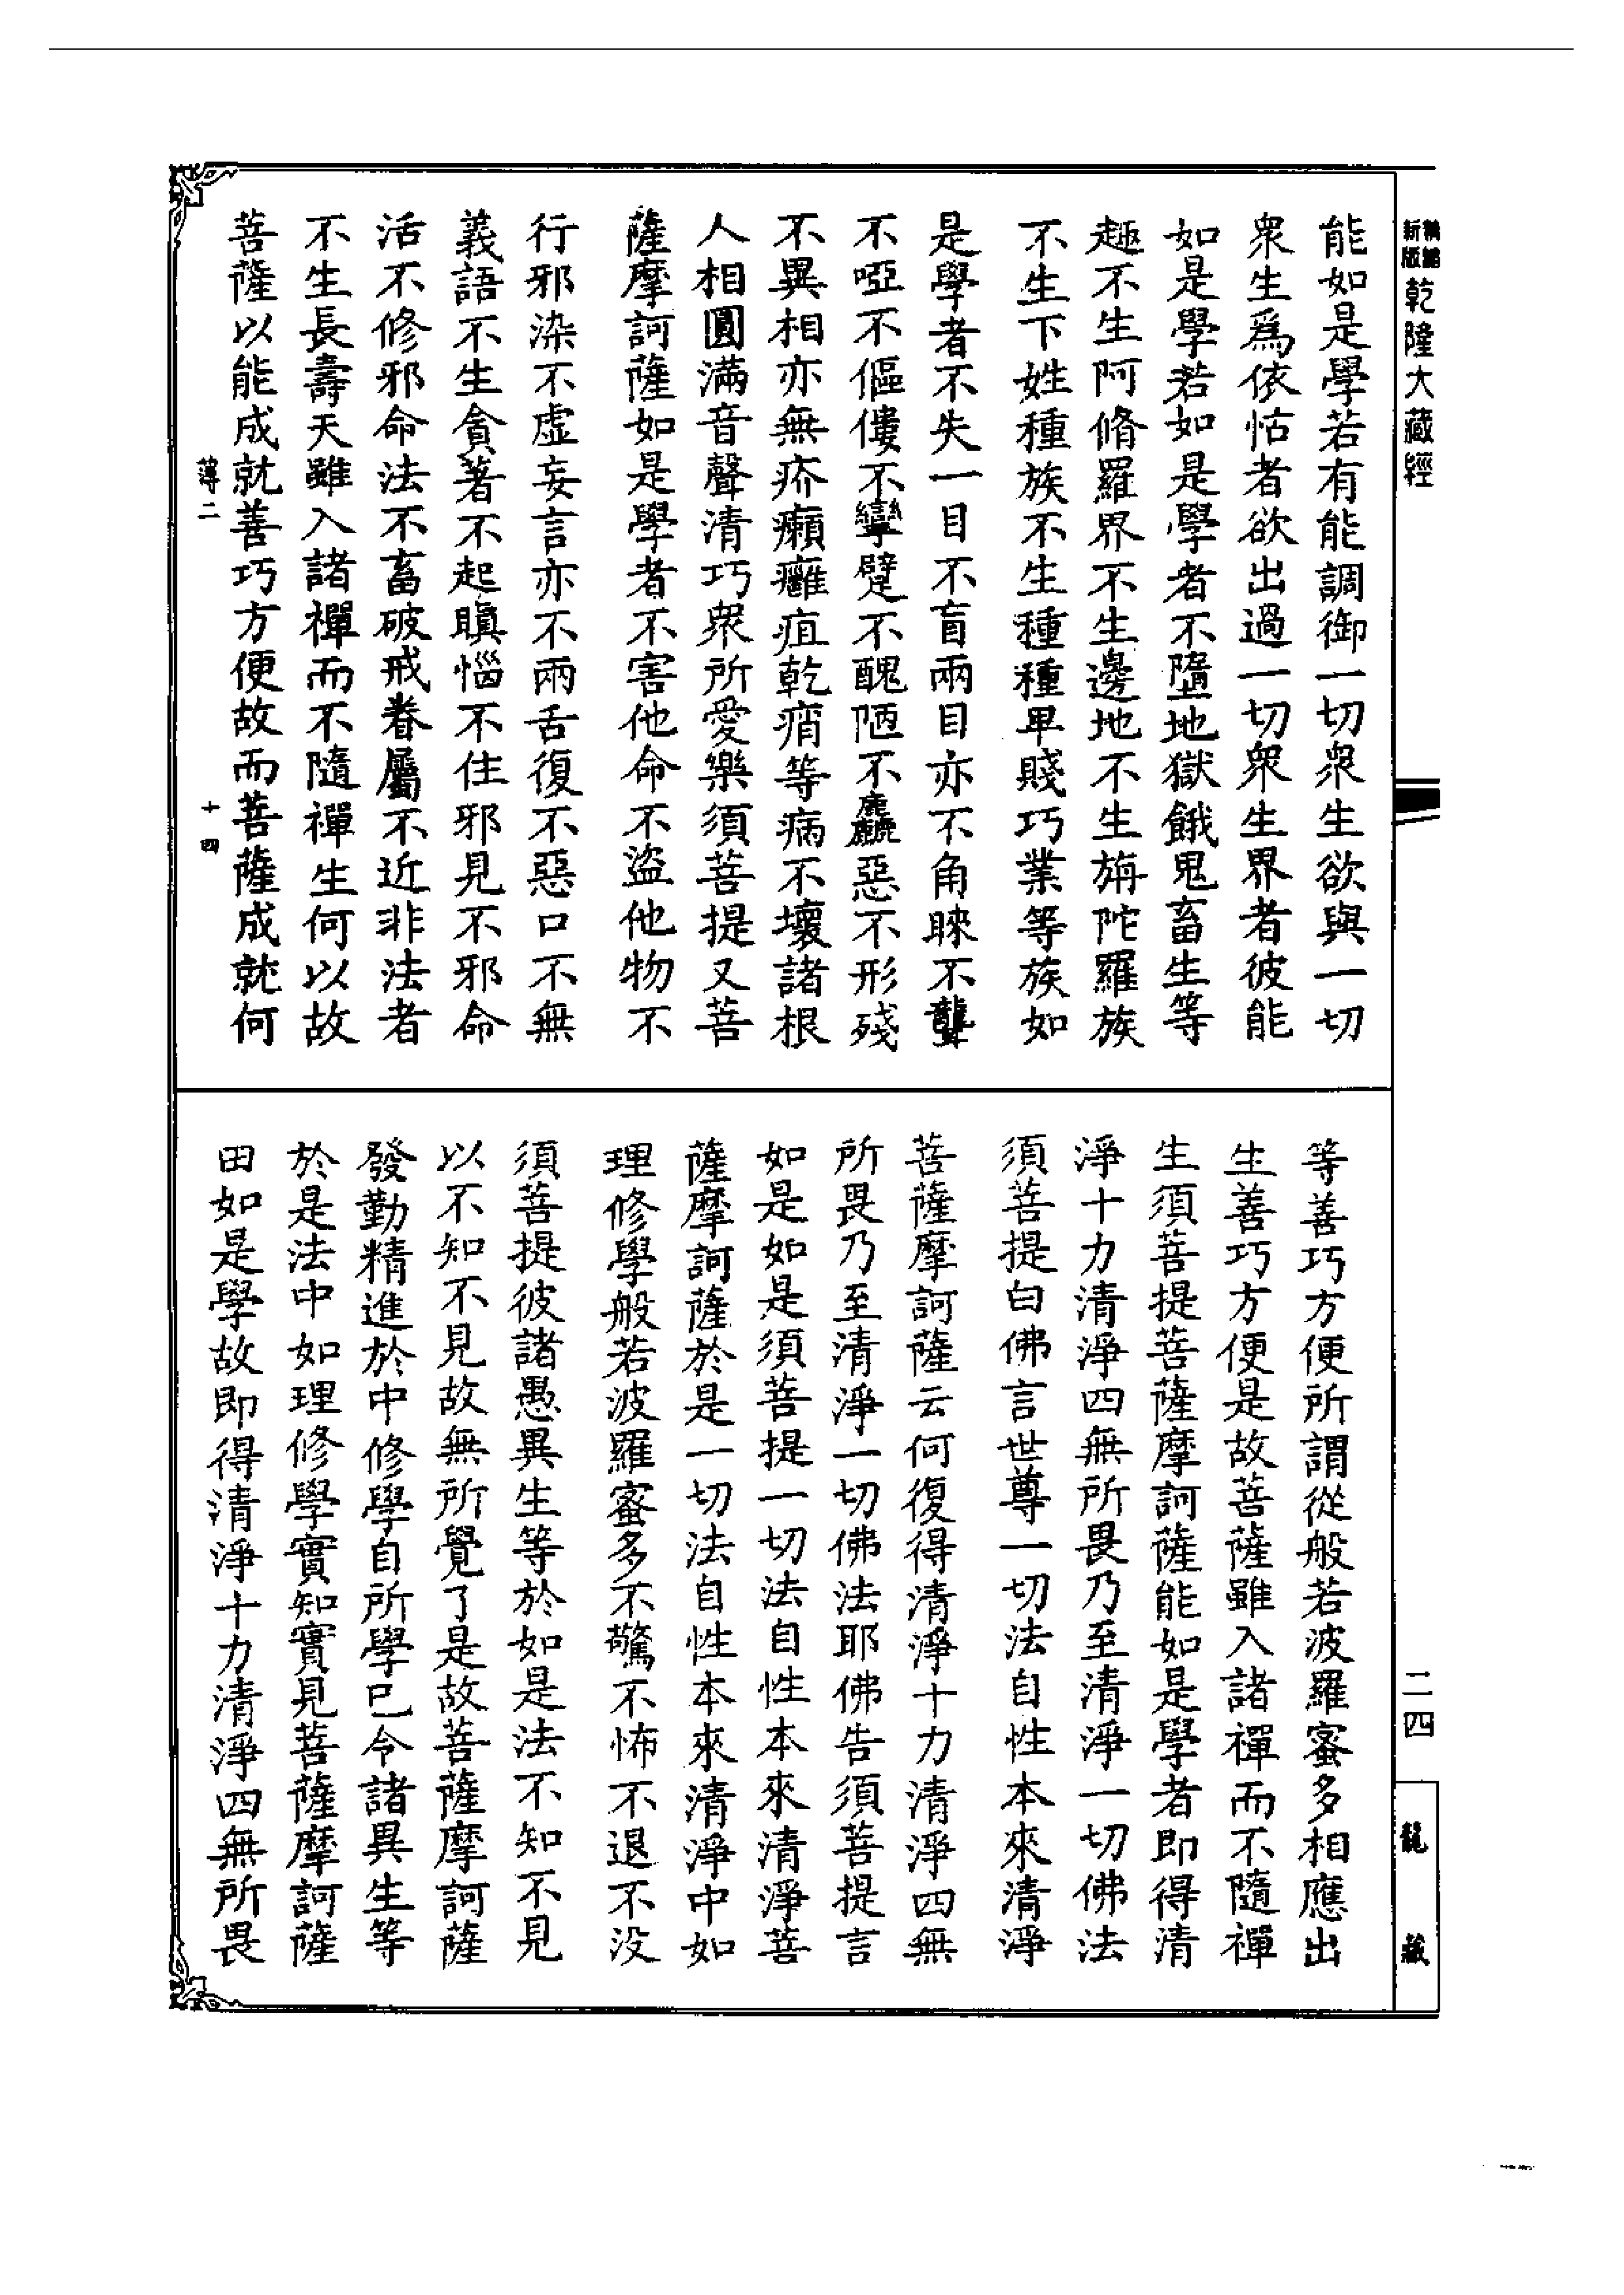 新版 精縮 乾隆大藏經
能如是學若有能調御一切衆生欲與一切
衆生爲依怙者欲出過一切衆生界者彼能
如是學若如是學者不墮地獄餓鬼畜生等
趣不生阿脩羅界不生邊地不生旃陀羅族
不生下姓種族不生種種卑賤巧業等族如
是學者不失一目不盲兩目亦不角睞不聾
不啞不傴僂不攣躄不醜陋不麤惡不形殘
不異相亦無疥癩癰疽乾痟等病不壞諸根
人相圓滿音聲清巧衆所愛樂須菩提又菩
薩摩訶薩如是學者不害他命不盜他物不
行邪染不虛妄言亦不兩舌復不惡口不無
義語不生貪著不起瞋惱不住邪見不邪命
活不修邪命法不畜破戒眷屬不近非法者
不生長壽天雖入諸禪而不隨禪生何以故
菩薩以能成就善巧方便故而菩薩成就何
薄二 十四
等善巧方便所謂從般若波羅蜜多相應出
生善巧方便是故菩薩雖入諸禪而不隨禪
生須菩提菩薩摩訶薩能如是學者即得清
淨十力清淨四無所畏乃至清淨一切佛法
須菩提白佛言世尊一切法自性本來清淨
菩薩摩訶薩云何復得清淨十力清淨四無
所畏乃至清淨一切佛法耶佛告須菩提言
如是如是須菩提一切法自性本來清淨菩
薩摩訶薩於是一切法自性本來清淨中如
理修學般若波羅蜜多不驚不怖不退不没
須菩提彼諸愚異生等於如是法不知不見
以不知不見故無所覺了是故菩薩摩訶薩
發勤精進於中修學自所學已令諸異生等
於是法中如理修學實知實見菩薩摩訶薩
田如是學故即得清淨十力清淨四無所畏
二四
龍藏